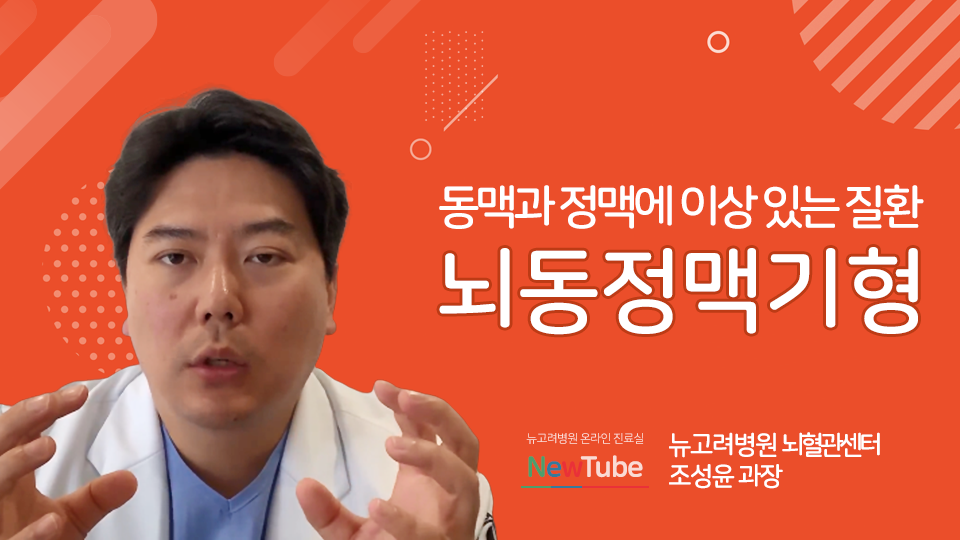 동맥과 정맥에 이상 있는 질환
뇌동정맥기형
뉴고려병원 온라인 진료실
NewTube
뉴고려병원 뇌혈관센터
조성윤 과장